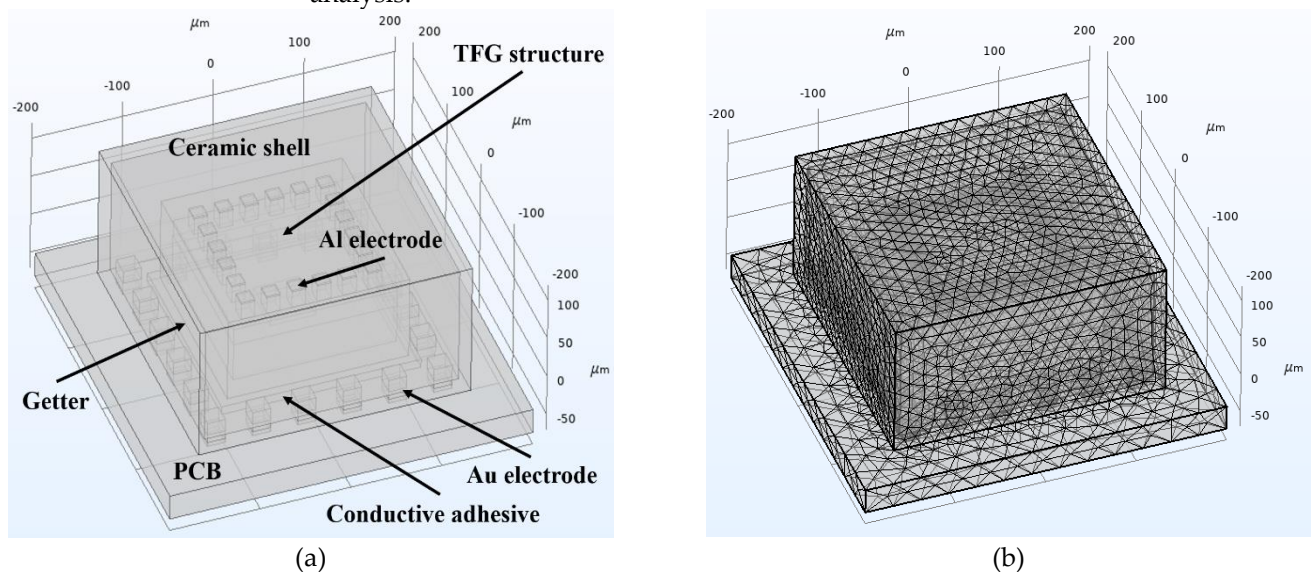 analysis.
μm
200
200
100
TFG structure
0
-100
100
-200
μm
Ceramic shell
0
Al electrode
-100
-200
100
50
0
μm
-50
Getter
PCB
Au electrode
Conductive adhesive
(a)
μm
200
200
100
0
-100
100
-200
μm
0
-100
-200
100
50
0
μm
-50
(b)